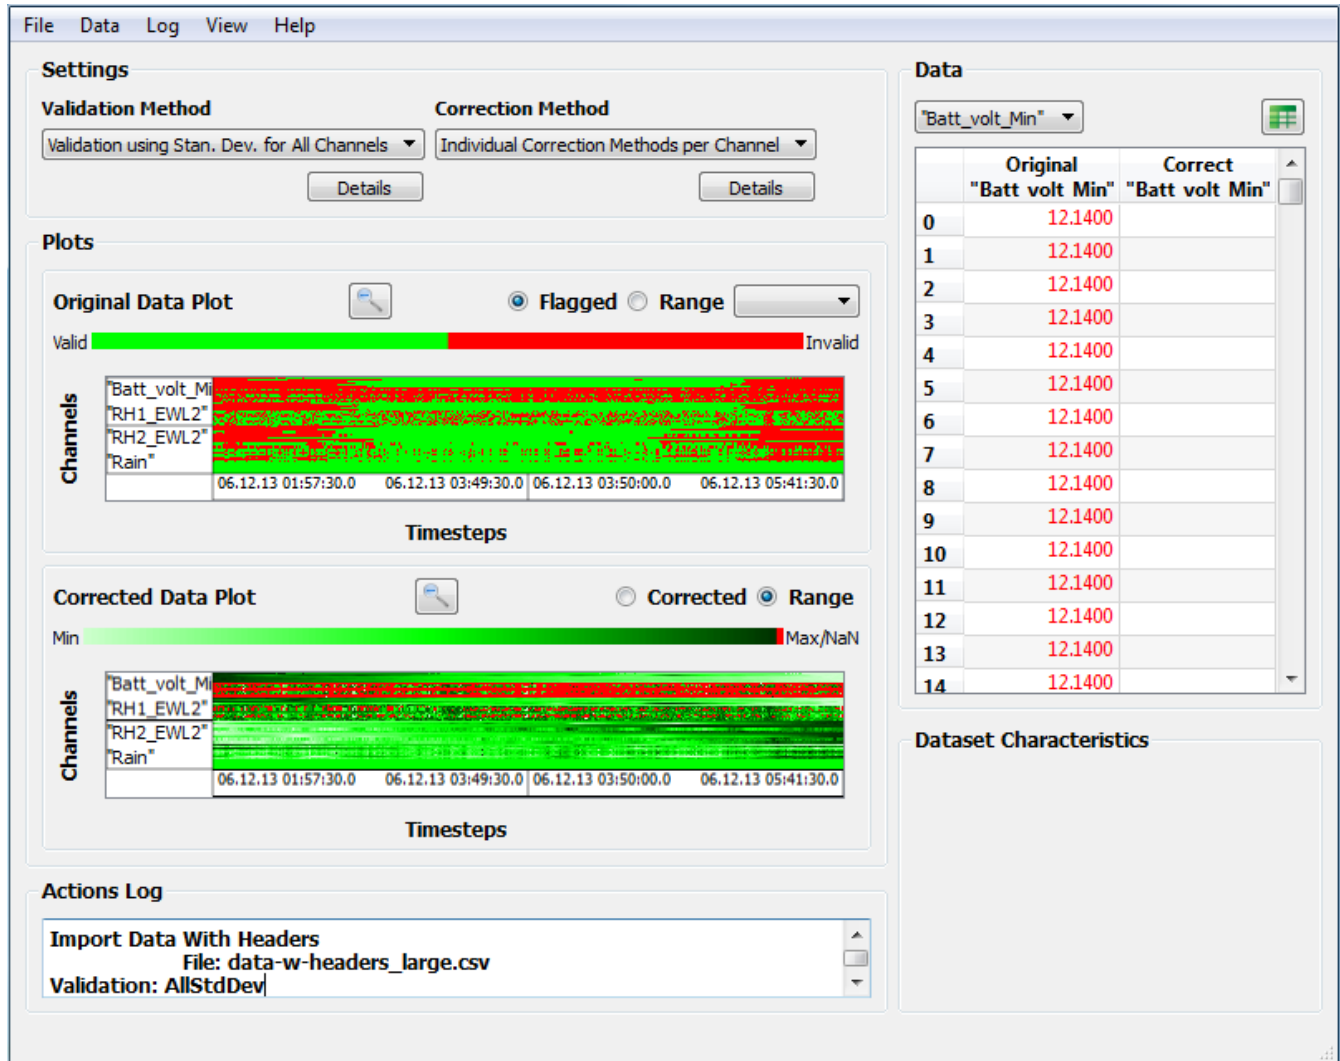 File Data Log View Help
Settings
Validation Method Correction Method
Validation using Stan. Dev. for All Channels Individual Correction Methods per Channel
Details Details
Plots
Original Data Plot Flagged Range
Valid Invalid
Channels
"Batt_volt_Mi
"RH1_EWL2"
"RH2_EWL2"
"Rain"
06.12.13 01:57:30.0 06.12.13 03:49:30.0 06.12.13 03:50:00.0 06.12.13 05:41:30.0
Timesteps
Corrected Data Plot Corrected Range
Min Max/NaN
Channels
"Batt_volt_Mi
"RH1_EWL2"
"RH2_EWL2"
"Rain"
06.12.13 01:57:30.0 06.12.13 03:49:30.0 06.12.13 03:50:00.0 06.12.13 05:41:30.0
Timesteps
Actions Log
Import Data With Headers
File: data-w-headers_large.csv
Validation: AllStdDev
Data
"Batt_volt_Min"
Original Correct
"Batt volt Min" "Batt volt Min"
0 12.1400
1 12.1400
2 12.1400
3 12.1400
4 12.1400
5 12.1400
6 12.1400
7 12.1400
8 12.1400
9 12.1400
10 12.1400
11 12.1400
12 12.1400
13 12.1400
14 12.1400
Dataset Characteristics